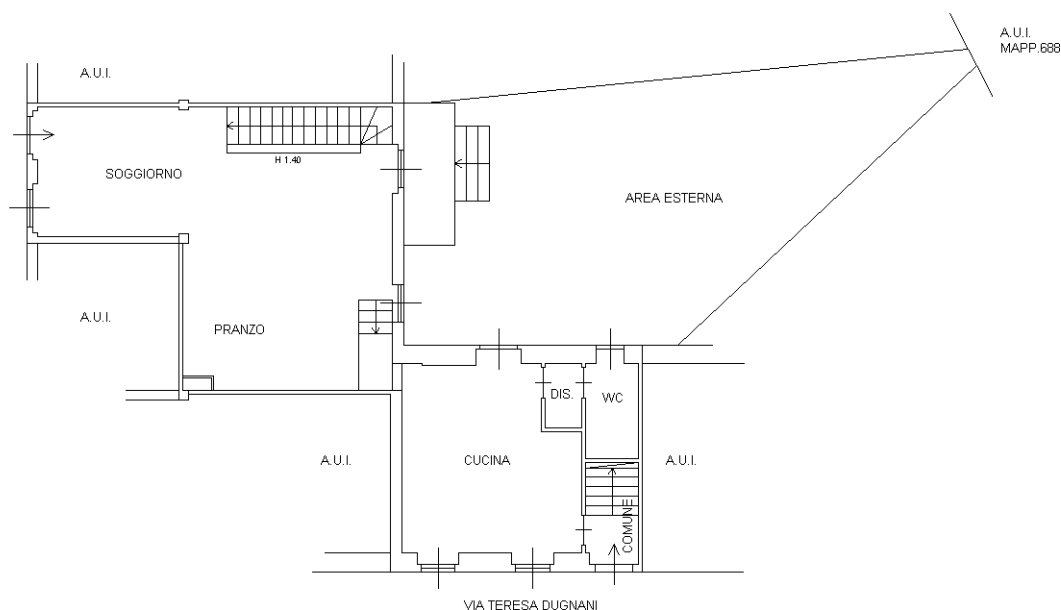 A.U.I.
MAPP.688
A.U.I.
H 1.40
SOGGIORNO
AREA ESTERNA
A.U.I.
PRANZO
DIS.
WC
A.U.I.
CUCINA
A.U.I.
COMUNE
VIA TERESA DUGNANI